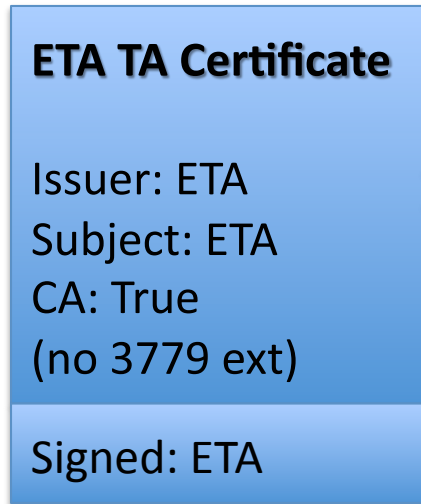 ETA TA Certificate
Issuer: ETA
Subject: ETA
CA: True
(no 3779 ext)
Signed: ETA